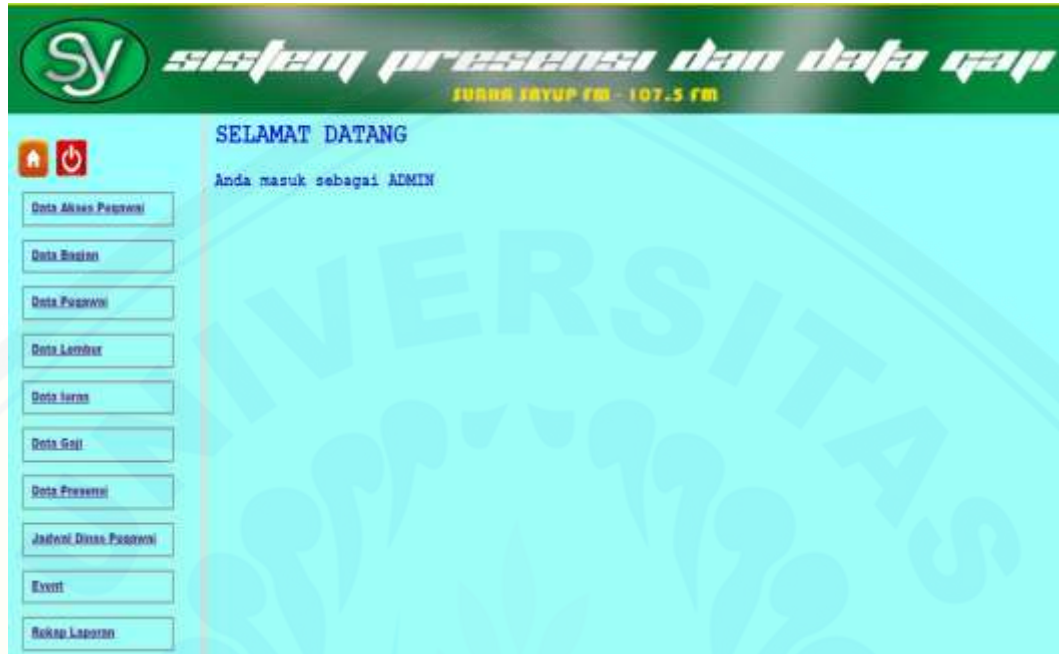 SY
sistem presensi dan data gaji
SUARA SAYUP FM - 107.5 FM
SELAMAT DATANG
Anda masuk sebagai ADMIN
Data Akses Pegawai
Data Bagian
Data Pegawai
Data Lembur
Data Iuran
Data Gaji
Data Presensi
Jadwal Dinas Pegawai
Event
Rekap Laporan
UNIVERSITAS